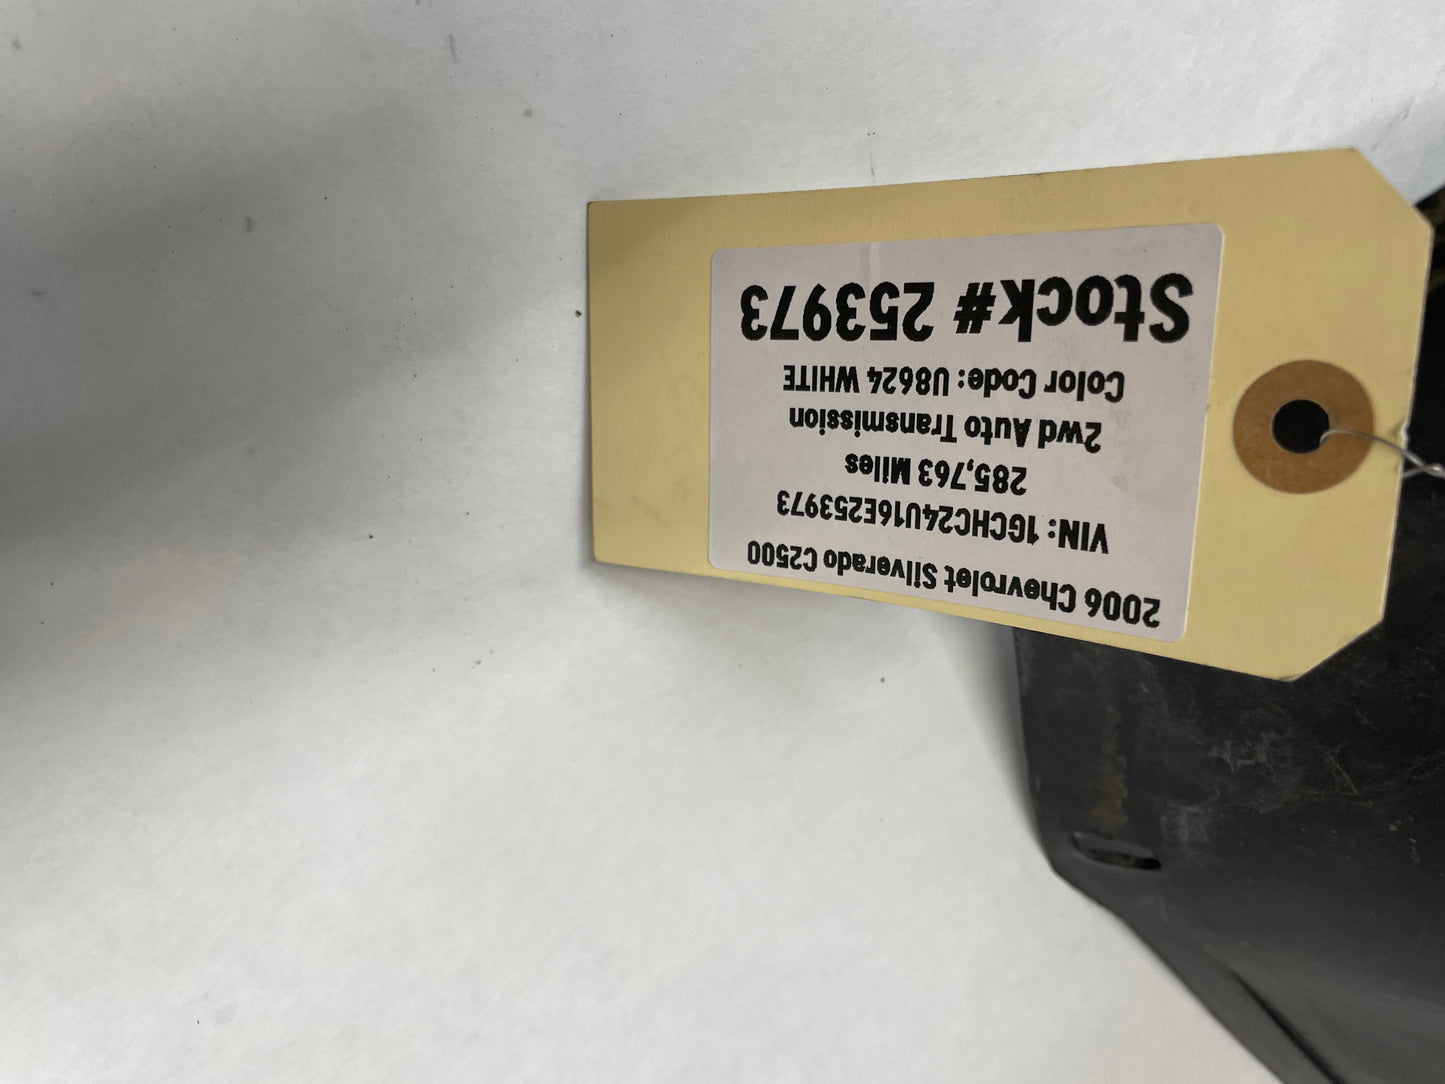 2006 Chevrolet Silverado C2500
VIN: 1GCHC24U16E253973
285,763 Miles
2wd Auto Transmission
Color Code: U8624 WHITE
Stock# 253973